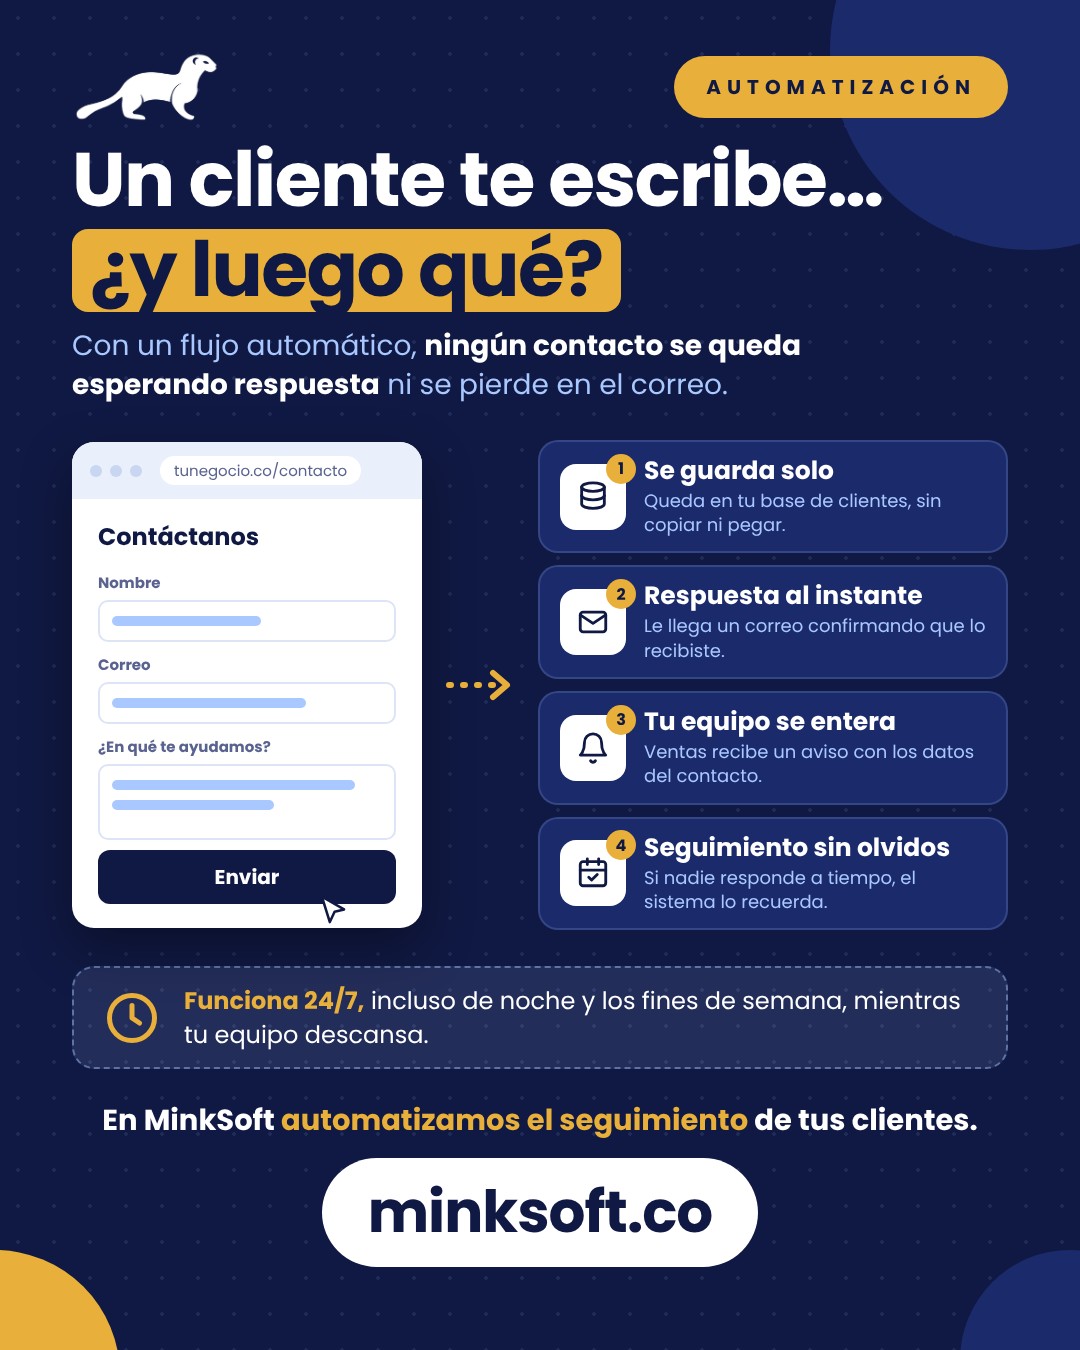 AUTOMATIZACIÓN
Un cliente te escribe...
¿y luego qué?
Con un flujo automático, ningún contacto se queda
esperando respuesta ni se pierde en el correo.
tunegocio.co/contacto
Contáctanos
Nombre
Correo
¿En qué te ayudamos?
Enviar
1
Se guarda solo
Queda en tu base de clientes, sin
copiar ni pegar.
2
Respuesta al instante
Le llega un correo confirmando que lo
recibiste.
3
Tu equipo se entera
Ventas recibe un aviso con los datos
del contacto.
4
Seguimiento sin olvidos
Si nadie responde a tiempo, el
sistema lo recuerda.
Funciona 24/7, incluso de noche y los fines de semana, mientras
tu equipo descansa.
En MinkSoft automatizamos el seguimiento de tus clientes.
minksoft.co